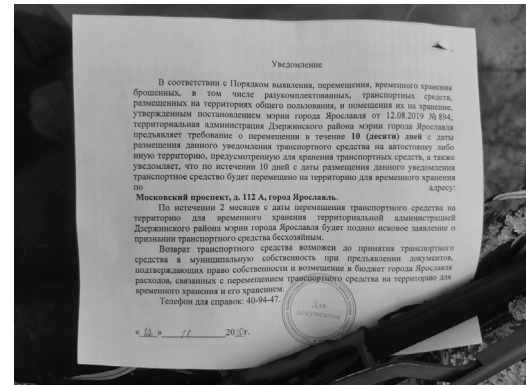 Уведомление
В соответствии с Порядком выявления, перемещения, временного хранения
брошенных, в том числе разукомплектованных, транспортных средств,
размещенных на территориях общего пользования, и помещения их на хранение,
утвержденным постановлением мэрии города Ярославля от 12.08.2019 № 894,
территориальная администрация Дзержинского района мэрии города Ярославля
предъявляет требование о перемещении в течение 10 (десяти) дней с даты
размещения данного уведомления транспортного средства на автостоянку либо
иную территорию, предусмотренную для хранения транспортных средств, а также
уведомляет, что по истечении 10 дней с даты размещения данного уведомления
транспортное средство будет перемещено на территорию для временного хранения
по адресу:
Московский проспект, д. 112 А, город Ярославль.
По истечении 2 месяцев с даты перемещения транспортного средства на
территорию для временного хранения территориальной администрацией
Дзержинского района мэрии города Ярославля будет подано исковое заявление о
признании транспортного средства бесхозяйным.
Возврат транспортного средства возможен до принятия транспортного
средства в муниципальную собственность при предъявлении документов,
подтверждающих право собственности и возмещение в бюджет города Ярославля
расходов, связанных с перемещением транспортного средства на территорию для
временного хранения и его хранением.
Телефон для справок: 40-94-47.
Для
документов
« » 11 20 г.